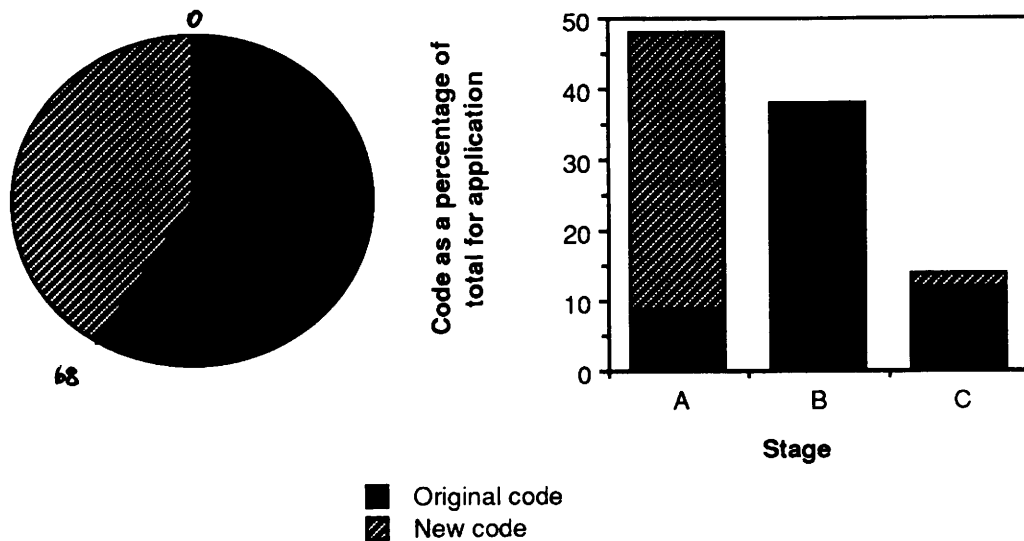 0
68
Code as a percentage of
total for application
50
40
30
20
10
0
A B C
Stage
Original code
New code